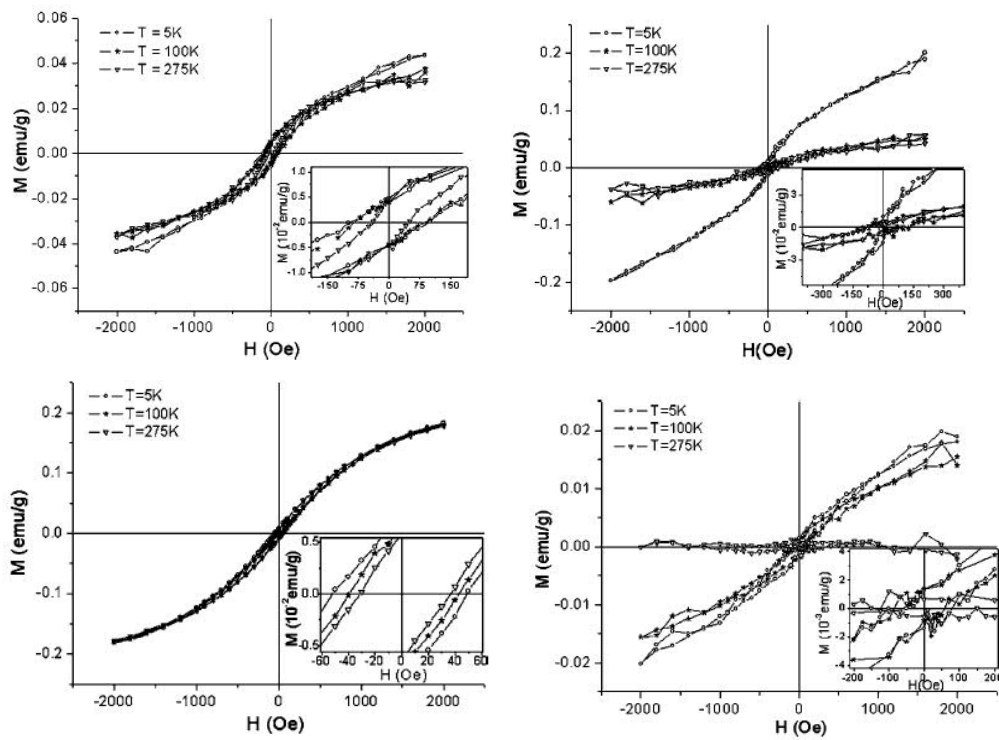 0.06
0.04
0.02
0.00
-0.02
-0.04
-0.06
M (emu/g)
T = 5K
T = 100K
T = 275K
-2000 -1000 0 1000 2000
H (Oe)
1.0
0.5
0.0
-0.5
-1.0
M (10⁻²emu/g)
-150 -75 0 75 150
H (Oe)
0.2
0.1
0.0
-0.1
-0.2
M (emu/g)
T=5K
T=100K
T=275K
-2000 -1000 0 1000 2000
H(Oe)
3
0
-3
M (10⁻²emu/g)
-300 -150 0 150 300
H(Oe)
0.2
0.1
0.0
-0.1
-0.2
M (emu/g)
T=5K
T=100K
T=275K
-2000 -1000 0 1000 2000
H (Oe)
0.5
0.0
-0.5
M (10⁻²emu/g)
-60 -40 -20 0 20 40 60
H (Oe)
0.02
0.01
0.00
-0.01
-0.02
M (emu/g)
T=5K
T=100K
T=275K
-2000 -1000 0 1000 2000
H (Oe)
4
2
0
-2
-4
M (10⁻³emu/g)
-200 -100 0 100 200
H(Oe)